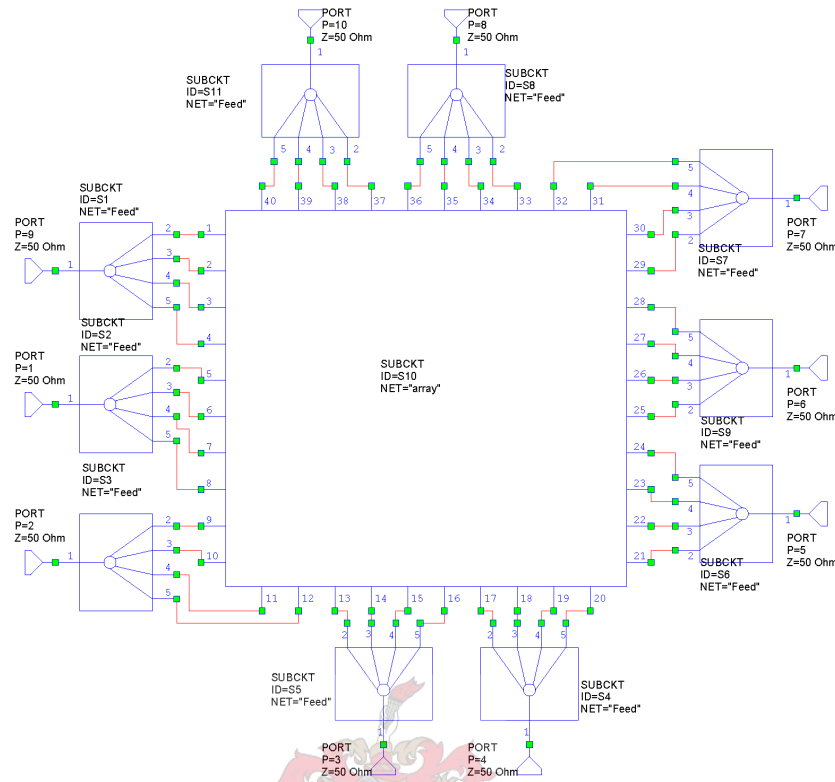 PORT
P=10
Z=50 Ohm
1
PORT
P=8
Z=50 Ohm
1
SUBCKT
ID=S11
NET="Feed"
5 4 3 2
SUBCKT
ID=S8
NET="Feed"
5 4 3 2
40 39 38 37 36 35 34 33 32 31
SUBCKT
ID=S1
NET="Feed"
PORT
P=9
Z=50 Ohm
1
2 1
3 2
4 3
5 4
SUBCKT
ID=S2
NET="Feed"
PORT
P=1
Z=50 Ohm
1
2 5
3 6
4 7
5 8
SUBCKT
ID=S3
NET="Feed"
PORT
P=2
Z=50 Ohm
1
2 9
3 10
4
5
SUBCKT
ID=S10
NET="array"
5
4
30 3
29 2
1
PORT
P=7
Z=50 Ohm
SUBCKT
ID=S7
NET="Feed"
28 5
27 4
26 3
25 2
1
PORT
P=6
Z=50 Ohm
SUBCKT
ID=S9
NET="Feed"
24 5
23 4
22 3
21 2
1
PORT
P=5
Z=50 Ohm
SUBCKT
ID=S6
NET="Feed"
11 12 13 14 15 16 17 18 19 20
2 3 4 5
2 3 4 5
SUBCKT
ID=S5
NET="Feed"
SUBCKT
ID=S4
NET="Feed"
1
PORT
P=3
Z=50 Ohm
1
PORT
P=4
Z=50 Ohm